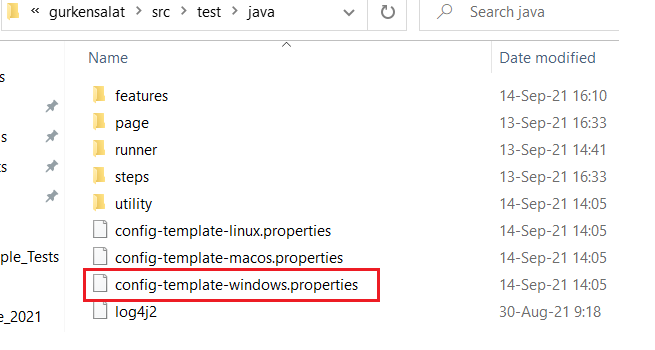 « gurkensalat > src > test > java
Search java
Name Date modified
features 14-Sep-21 16:10
page 13-Sep-21 16:33
runner 13-Sep-21 14:41
steps 13-Sep-21 16:33
utility 14-Sep-21 14:05
config-template-linux.properties 14-Sep-21 14:05
config-template-macos.properties 14-Sep-21 14:05
config-template-windows.properties 14-Sep-21 14:05
log4j2 30-Aug-21 9:18
s
s
ts
ple_Tests
e_2021